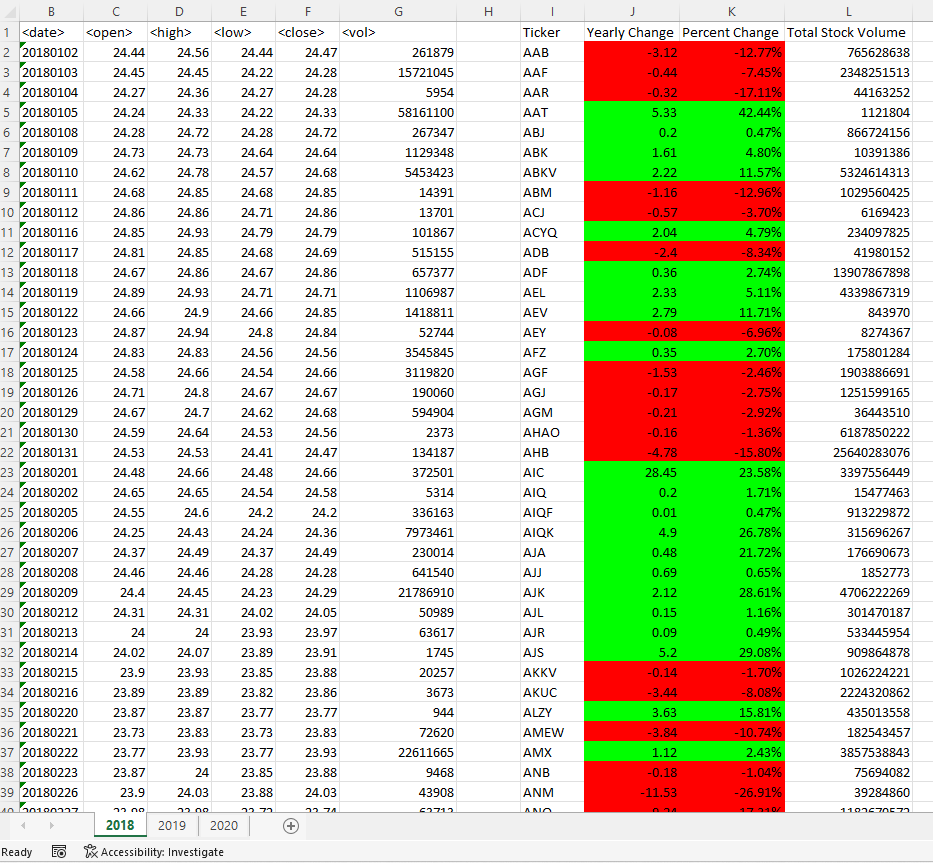 B C D E F G H I J K L
1 <date> <open> <high> <low> <close> <vol> Ticker Yearly Change Percent Change Total Stock Volume
2 20180102 24.44 24.56 24.44 24.47 261879 AAB -3.12 -12.77% 765628638
3 20180103 24.45 24.45 24.22 24.28 15721045 AAF -0.44 -7.45% 2348251513
4 20180104 24.27 24.36 24.27 24.28 5954 AAR -0.32 -17.11% 44163252
5 20180105 24.24 24.33 24.22 24.33 58161100 AAT 5.33 42.44% 1121804
6 20180108 24.28 24.72 24.28 24.72 267347 ABJ 0.2 0.47% 866724156
7 20180109 24.73 24.73 24.64 24.64 1129348 ABK 1.61 4.80% 10391386
8 20180110 24.62 24.78 24.57 24.68 5453423 ABKV 2.22 11.57% 5324614313
9 20180111 24.68 24.85 24.68 24.85 14391 ABM -1.16 -12.96% 1029560425
10 20180112 24.86 24.86 24.71 24.86 13701 ACJ -0.57 -3.70% 6169423
11 20180116 24.85 24.93 24.79 24.79 101867 ACYQ 2.04 4.79% 234097825
12 20180117 24.81 24.85 24.68 24.69 515155 ADB -2.4 -8.34% 41980152
13 20180118 24.67 24.86 24.67 24.86 657377 ADF 0.36 2.74% 13907867898
14 20180119 24.89 24.93 24.71 24.71 1106987 AEL 2.33 5.11% 4339867319
15 20180122 24.66 24.9 24.66 24.85 1418811 AEV 2.79 11.71% 843970
16 20180123 24.87 24.94 24.8 24.84 52744 AEY -0.08 -6.96% 8274367
17 20180124 24.83 24.83 24.56 24.56 3545845 AFZ 0.35 2.70% 175801284
18 20180125 24.58 24.66 24.54 24.66 3119820 AGF -1.53 -2.46% 1903886691
19 20180126 24.71 24.8 24.67 24.67 190060 AGJ -0.17 -2.75% 1251599165
20 20180129 24.67 24.7 24.62 24.68 594904 AGM -0.21 -2.92% 36443510
21 20180130 24.59 24.64 24.53 24.56 2373 AHAO -0.16 -1.36% 6187850222
22 20180131 24.53 24.53 24.41 24.47 134187 AHB -4.78 -15.80% 25640283076
23 20180201 24.48 24.66 24.48 24.66 372501 AIC 28.45 23.58% 3397556449
24 20180202 24.65 24.65 24.54 24.58 5314 AIQ 0.2 1.71% 15477463
25 20180205 24.55 24.6 24.2 24.2 336163 AIQF 0.01 0.47% 913229872
26 20180206 24.25 24.43 24.24 24.36 7973461 AIQK 4.9 26.78% 315696267
27 20180207 24.37 24.49 24.37 24.49 230014 AJA 0.48 21.72% 176690673
28 20180208 24.46 24.46 24.28 24.28 641540 AJJ 0.69 0.65% 1852773
29 20180209 24.4 24.45 24.23 24.29 21786910 AJK 2.12 28.61% 4706222269
30 20180212 24.31 24.31 24.02 24.05 50989 AJL 0.15 1.16% 301470187
31 20180213 24 24 23.93 23.97 63617 AJR 0.09 0.49% 533445954
32 20180214 24.02 24.07 23.89 23.91 1745 AJS 5.2 29.08% 909864878
33 20180215 23.9 23.93 23.85 23.88 20257 AKKV -0.14 -1.70% 1026224221
34 20180216 23.89 23.89 23.82 23.86 3673 AKUC -3.44 -8.08% 2224320862
35 20180220 23.87 23.87 23.77 23.77 944 ALZY 3.63 15.81% 435013558
36 20180221 23.73 23.83 23.73 23.83 72620 AMEW -3.84 -10.74% 182543457
37 20180222 23.77 23.93 23.77 23.93 22611665 AMX 1.12 2.43% 3857538843
38 20180223 23.87 24 23.85 23.88 9468 ANB -0.18 -1.04% 75694082
39 20180226 23.9 24.03 23.88 24.03 43908 ANM -11.53 -26.91% 39284860
2018 2019 2020
Ready Accessibility: Investigate